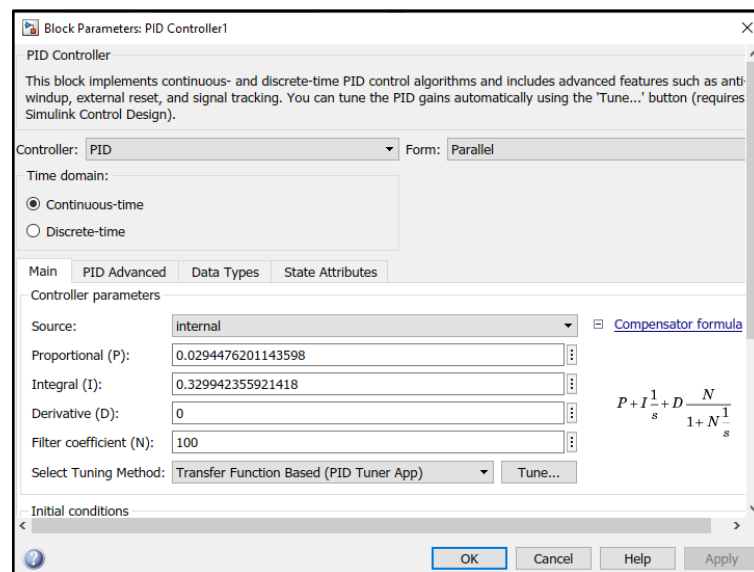 Block Parameters: PID Controller1
PID Controller
This block implements continuous- and discrete-time PID control algorithms and includes advanced features such as anti-
windup, external reset, and signal tracking. You can tune the PID gains automatically using the 'Tune...' button (requires
Simulink Control Design).
Controller: PID Form: Parallel
Time domain:
Continuous-time
Discrete-time
Main PID Advanced Data Types State Attributes
Controller parameters
Source: internal Compensator formula
Proportional (P): 0.0294476201143598
Integral (I): 0.329942355921418
Derivative (D): 0
P+I 1/s +D N/(1+N 1/s)
Filter coefficient (N): 100
Select Tuning Method: Transfer Function Based (PID Tuner App) Tune...
Initial conditions
OK Cancel Help Apply